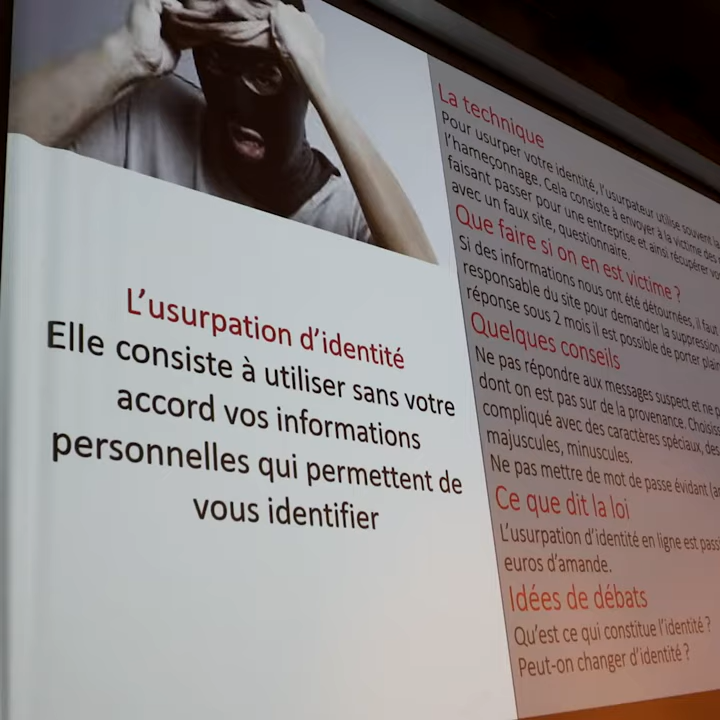 L'usurpation d'identité
Elle consiste à utiliser sans votre
accord vos informations
personnelles qui permettent de
vous identifier
La technique
Pour usurper votre identité, l'usurpateur utilise souvent
l'hameçonnage. Cela consiste à envoyer à la victime des
faisant passer pour une entreprise et ainsi récupérer
avec un faux site, questionnaire.
Que faire si on en est victime ?
Si des informations nous ont été détournées, il faut
responsable du site pour demander la suppression
réponse sous 2 mois il est possible de porter
Quelques conseils
Ne pas répondre aux messages suspect et ne
dont on est pas sur de la provenance.
compliqué avec des caractères spéciaux, des
majuscules, minuscules.
Ne pas mettre de mot de passe évidant
Ce que dit la loi
L'usurpation d'identité en ligne est
euros d'amande.
Idées de débats
Qu'est ce qui constitue l'identité ?
Peut-on changer d'identité ?